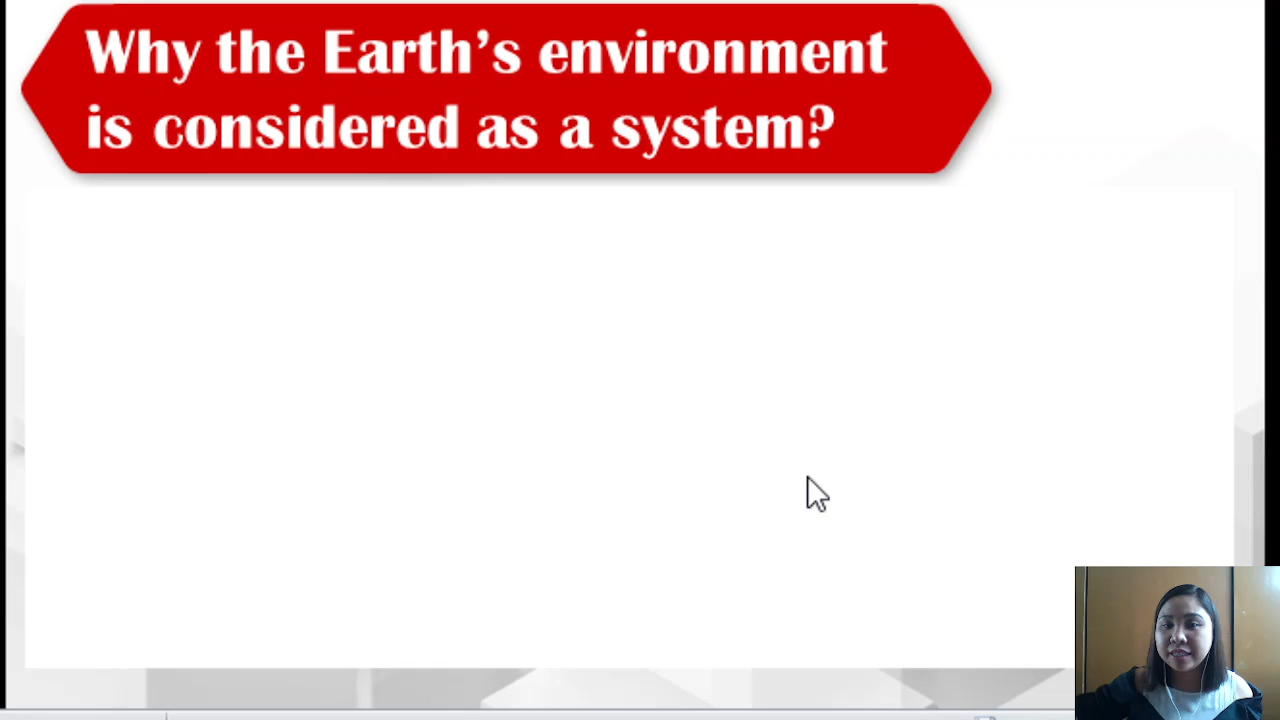 Why the Earth's environment
is considered as a system?